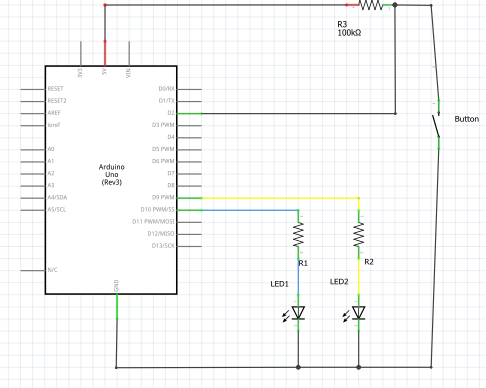 R3
100kΩ
3V3
5V
VIN
RESET
RESET2
AREF
ioref
A0
A1
A2
A3
A4/SDA
A5/SCL
N/C
Arduino
Uno
(Rev3)
D0/RX
D1/TX
D2
D3 PWM
D4
D5 PWM
D6 PWM
D7
D8
D9 PWM
D10 PWM/SS
D11 PWM/MOSI
D12/MISO
D13/SCK
GND
Button
R1
R2
LED1
LED2